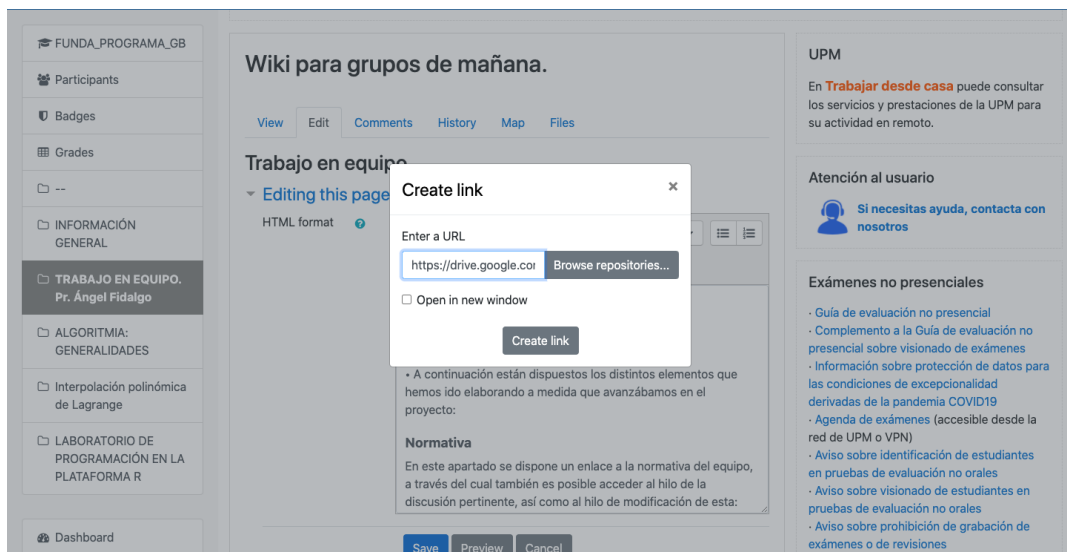 FUNDA_PROGRAMA_GB
Participants
Badges
Grades
--
INFORMACIÓN
GENERAL
TRABAJO EN EQUIPO.
Pr. Ángel Fidalgo
ALGORITMIA:
GENERALIDADES
Interpolación polinómica
de Lagrange
LABORATORIO DE
PROGRAMACIÓN EN LA
PLATAFORMA R
Dashboard
Wiki para grupos de mañana.
View Edit Comments History Map Files
Trabajo en equipo
Editing this page
HTML format
Create link
×
Enter a URL
https://drive.google.com
Browse repositories...
Open in new window
Create link
• A continuación están dispuestos los distintos elementos que
hemos ido elaborando a medida que avanzábamos en el
proyecto:
Normativa
En este apartado se dispone un enlace a la normativa del equipo,
a través del cual también es posible acceder al hilo de la
discusión pertinente, así como al hilo de modificación de esta:
Save Preview Cancel
UPM
En Trabajar desde casa puede consultar
los servicios y prestaciones de la UPM para
su actividad en remoto.
Atención al usuario
Si necesitas ayuda, contacta con
nosotros
Exámenes no presenciales
· Guía de evaluación no presencial
· Complemento a la Guía de evaluación no
presencial sobre visionado de exámenes
· Información sobre protección de datos para
las condiciones de excepcionalidad
derivadas de la pandemia COVID19
· Agenda de exámenes (accesible desde la
red de UPM o VPN)
· Aviso sobre identificación de estudiantes
en pruebas de evaluación no orales
· Aviso sobre visionado de estudiantes en
pruebas de evaluación no orales
· Aviso sobre prohibición de grabación de
exámenes o de revisiones